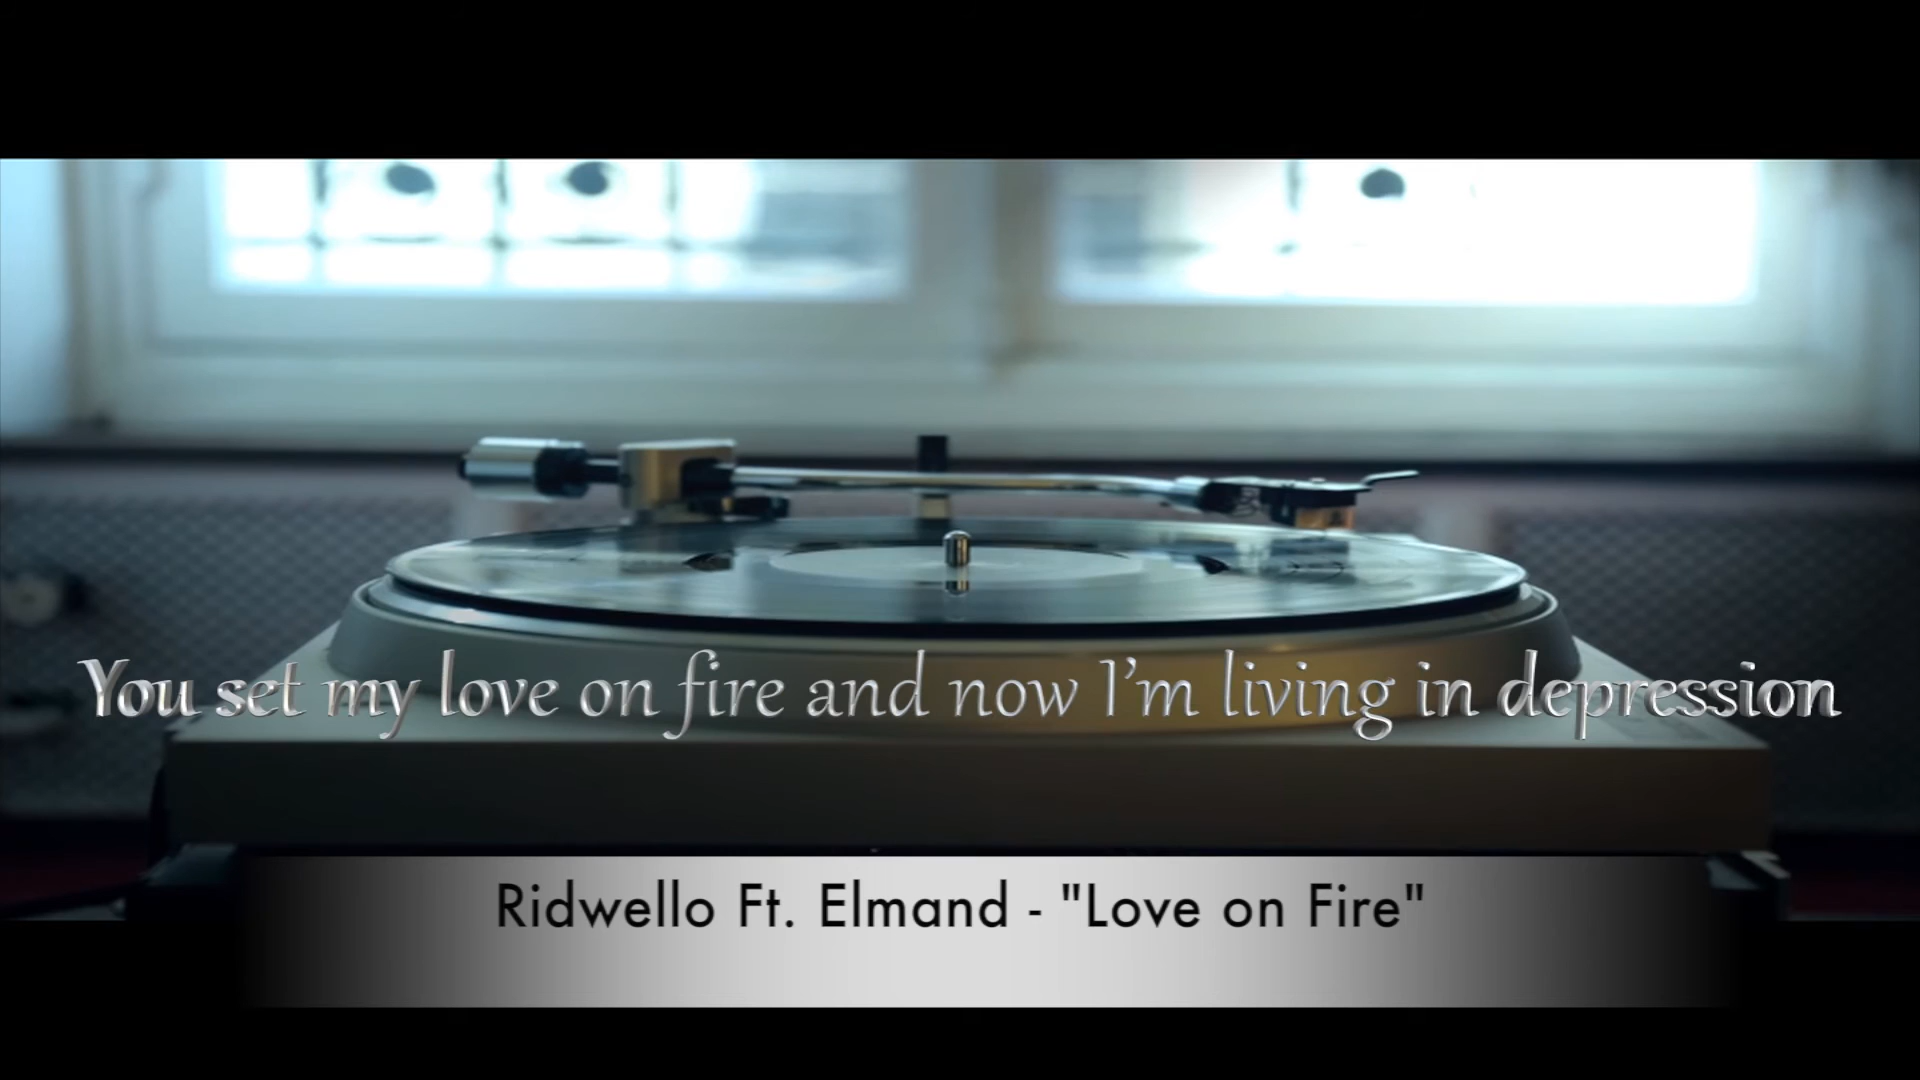 You set my love on fire and now I'm living in depression
Ridwello Ft. Elmand - "Love on Fire"